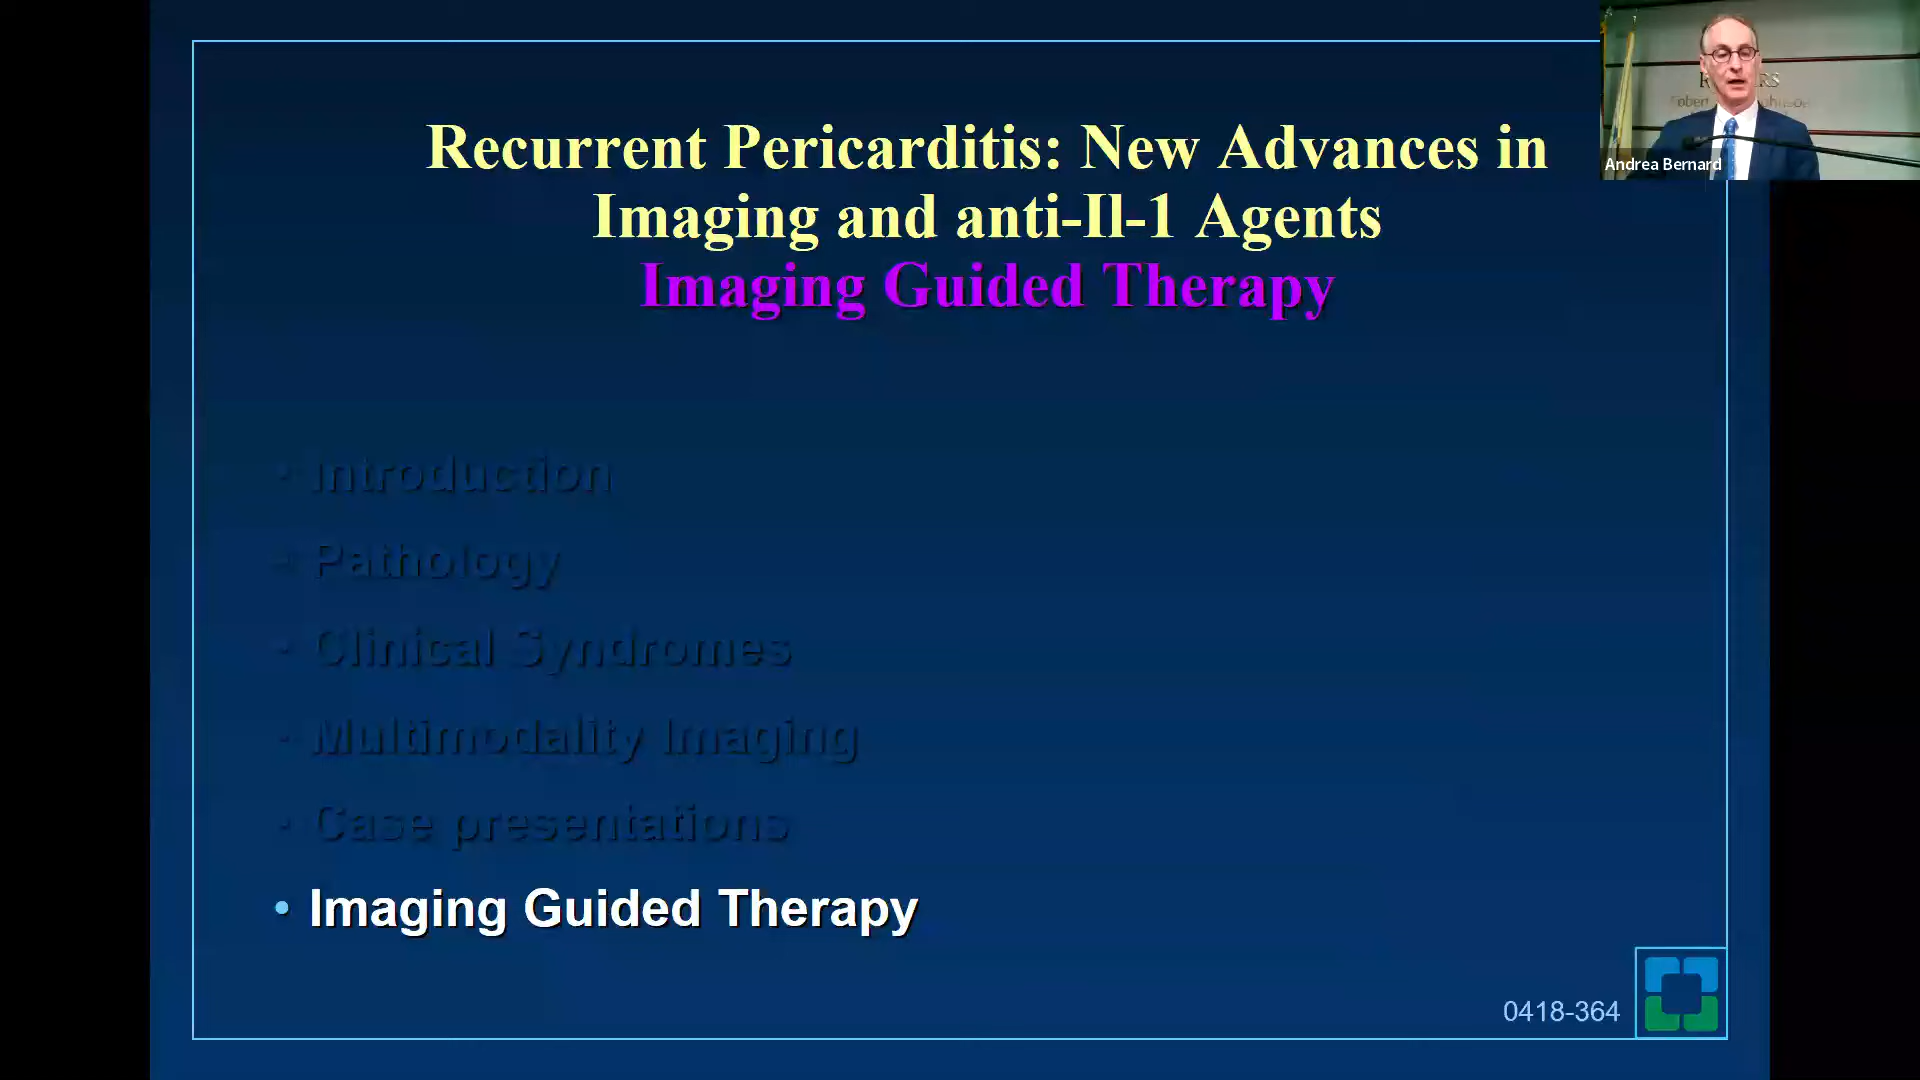 Recurrent Pericarditis: New Advances in
Imaging and anti-Il-1 Agents
Imaging Guided Therapy
• Introduction
• Pathology
• Clinical Syndromes
• Multimodality Imaging
• Case presentations
• Imaging Guided Therapy
0418-364
Andrea Bernard